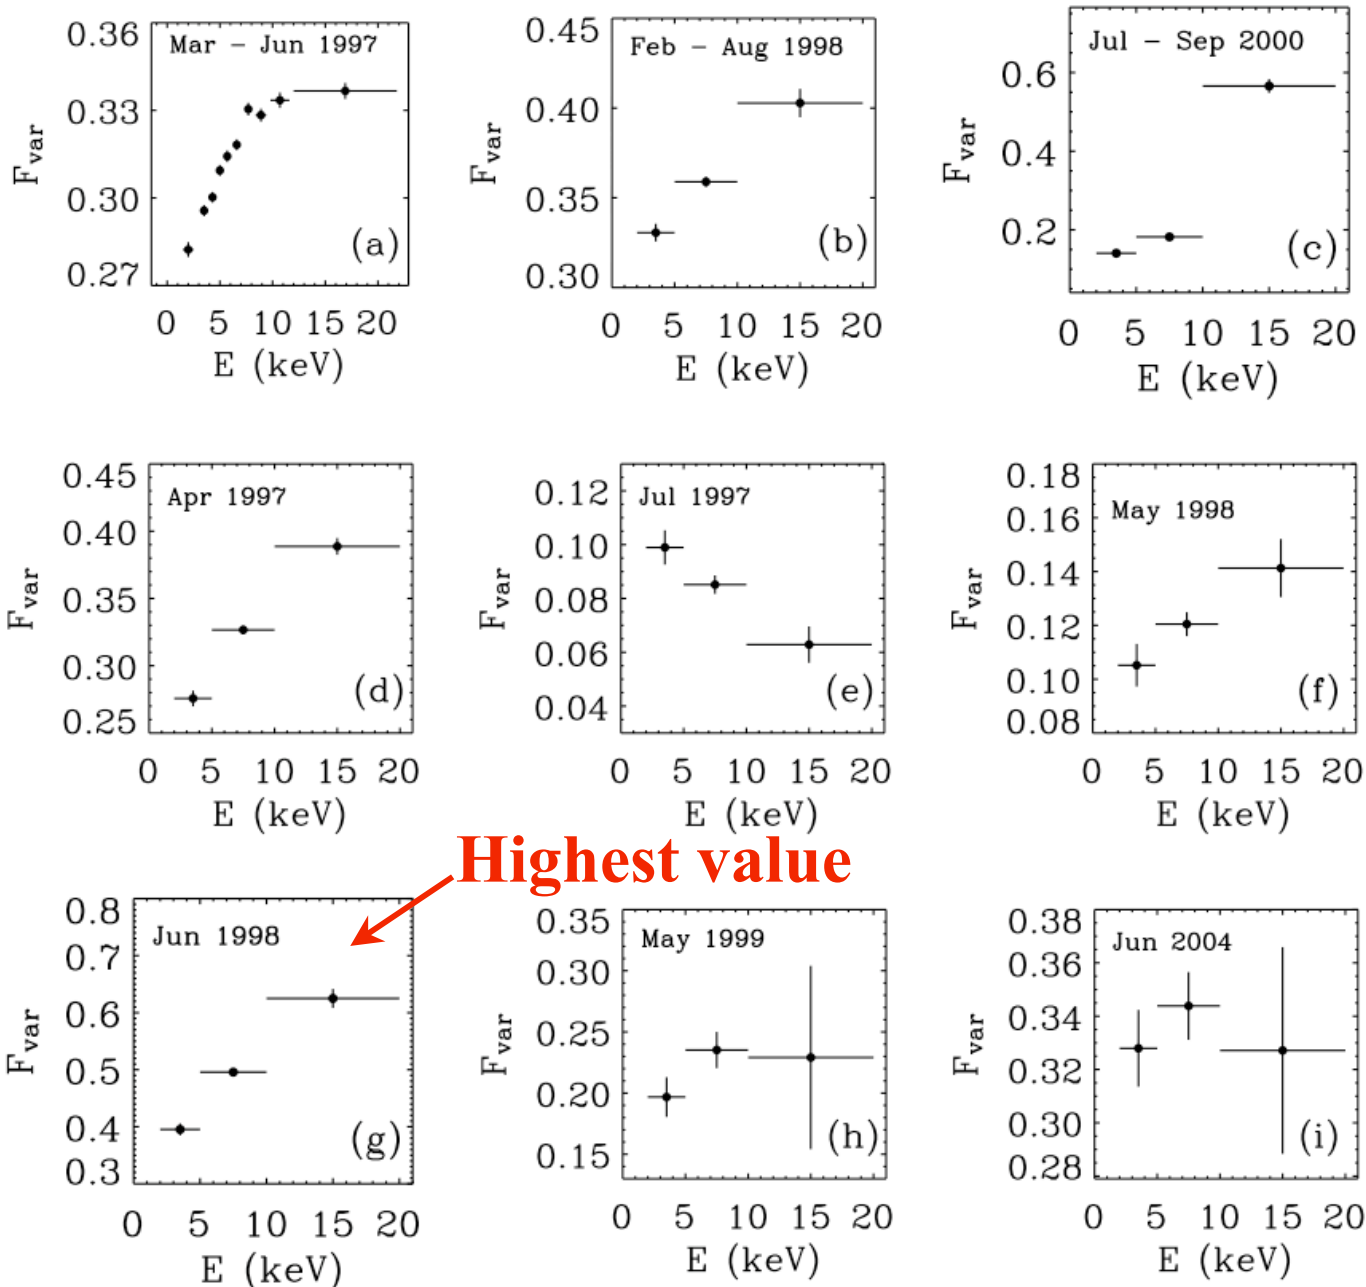 0.36
0.33
0.30
0.27
Fvar
Mar – Jun 1997
(a)
0 5 10 15 20
E (keV)
0.45
0.40
0.35
0.30
Fvar
Feb – Aug 1998
(b)
0 5 10 15 20
E (keV)
0.6
0.4
0.2
Fvar
Jul – Sep 2000
(c)
0 5 10 15 20
E (keV)
0.45
0.40
0.35
0.30
0.25
Fvar
Apr 1997
(d)
0 5 10 15 20
E (keV)
0.12
0.10
0.08
0.06
0.04
Fvar
Jul 1997
(e)
0 5 10 15 20
E (keV)
0.18
0.16
0.14
0.12
0.10
0.08
Fvar
May 1998
(f)
0 5 10 15 20
E (keV)
Highest value
0.8
0.7
0.6
0.5
0.4
0.3
Fvar
Jun 1998
(g)
0 5 10 15 20
E (keV)
0.35
0.30
0.25
0.20
0.15
Fvar
May 1999
(h)
0 5 10 15 20
E (keV)
0.38
0.36
0.34
0.32
0.30
0.28
Fvar
Jun 2004
(i)
0 5 10 15 20
E (keV)